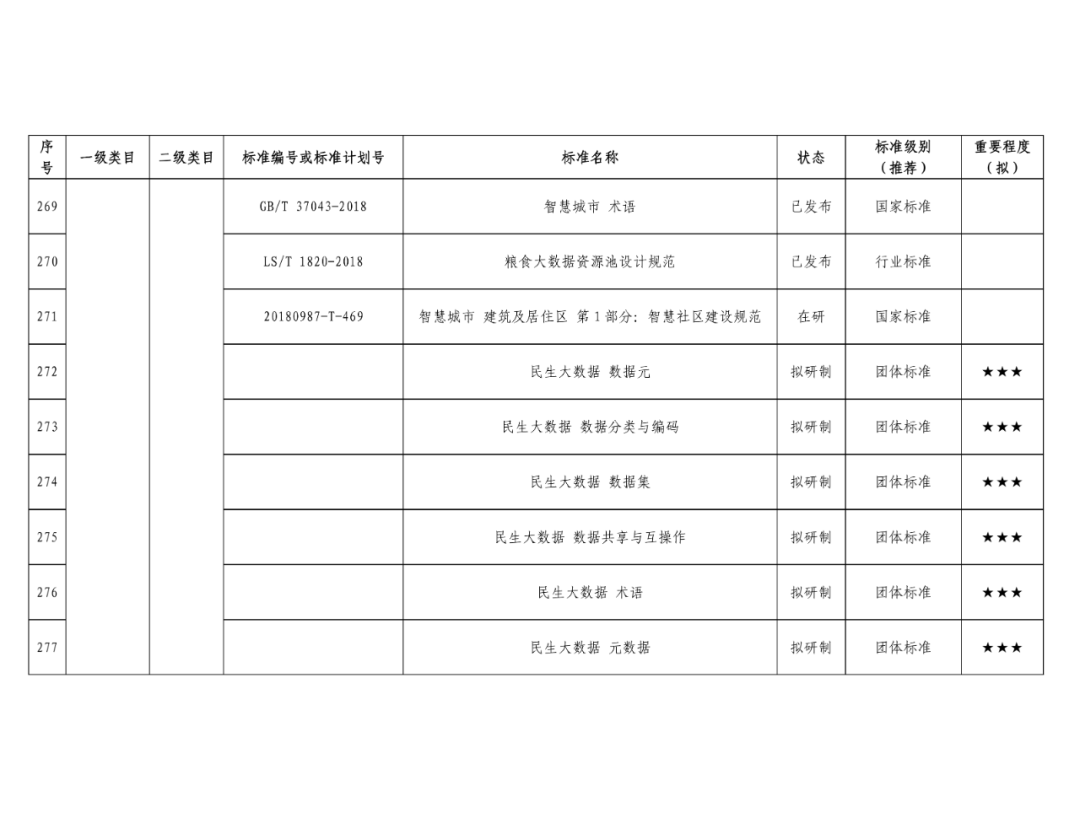 序号 一级类目 二级类目 标准编号或标准计划号 标准名称 状态 标准级别（推荐） 重要程度（拟）
269 GB/T 37043-2018 智慧城市 术语 已发布 国家标准
270 LS/T 1820-2018 粮食大数据资源池设计规范 已发布 行业标准
271 20180987-T-469 智慧城市 建筑及居住区 第1部分：智慧社区建设规范 在研 国家标准
272 民生大数据 数据元 拟研制 团体标准 ★★★
273 民生大数据 数据分类与编码 拟研制 团体标准 ★★★
274 民生大数据 数据集 拟研制 团体标准 ★★★
275 民生大数据 数据共享与互操作 拟研制 团体标准 ★★★
276 民生大数据 术语 拟研制 团体标准 ★★★
277 民生大数据 元数据 拟研制 团体标准 ★★★